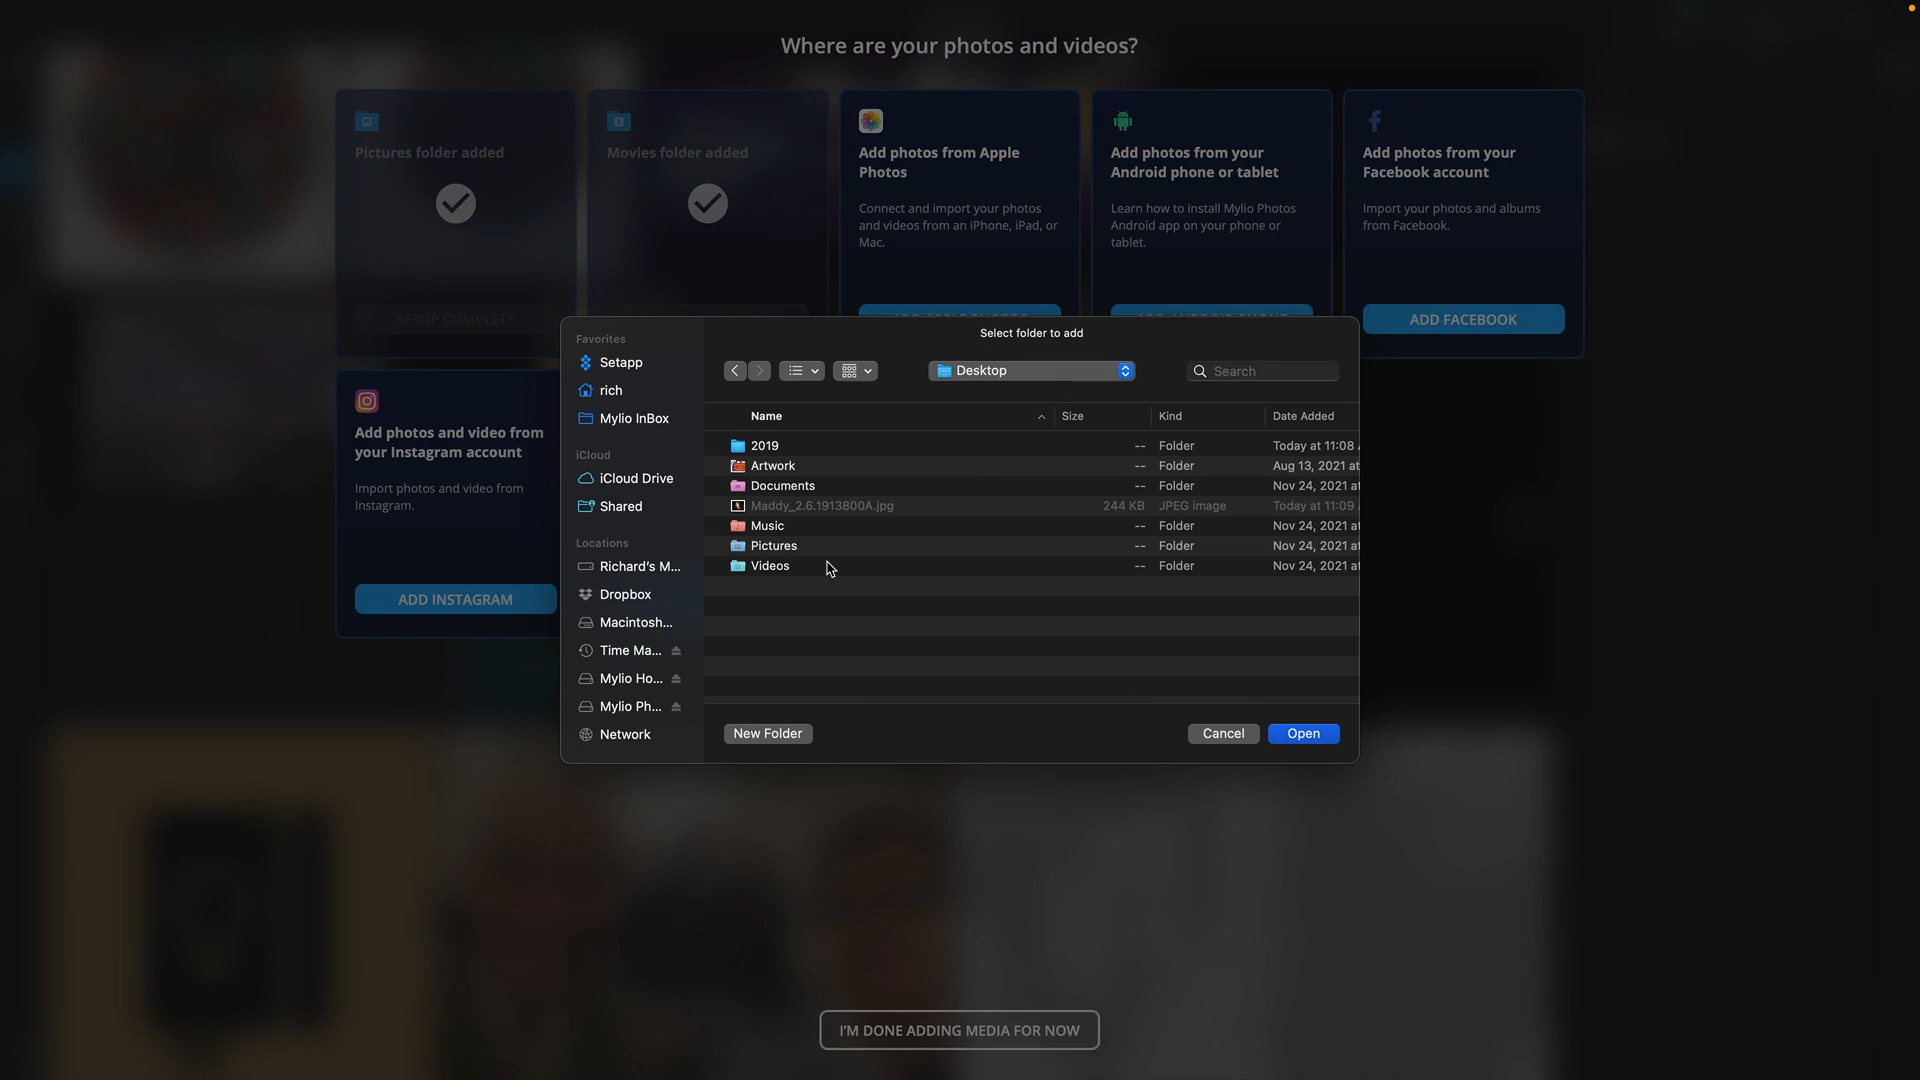 Where are your photos and videos?
Pictures folder added
SETUP COMPLETE
Movies folder added
Add photos from Apple
Photos
Connect and import your photos
and videos from an iPhone, iPad, or
Mac.
Add photos from your
Android phone or tablet
Learn how to install Mylio Photos
Android app on your phone or
tablet.
Add photos from your
Facebook account
Import your photos and albums
from Facebook.
ADD FACEBOOK
Add photos and video from
your Instagram account
Import photos and video from
Instagram.
ADD INSTAGRAM
Select folder to add
Favorites
Setapp
rich
Mylio InBox
iCloud
iCloud Drive
Shared
Locations
Richard's M...
Dropbox
Macintosh...
Time Ma...
Mylio Ho...
Mylio Ph...
Network
Desktop
Search
Name Size Kind Date Added
2019 -- Folder Today at 11:08
Artwork -- Folder Aug 13, 2021 at
Documents -- Folder Nov 24, 2021 at
Maddy_2.6.1913800A.jpg 244 KB JPEG image Today at 11:09
Music -- Folder Nov 24, 2021 at
Pictures -- Folder Nov 24, 2021 at
Videos -- Folder Nov 24, 2021 at
New Folder
Cancel
Open
I'M DONE ADDING MEDIA FOR NOW